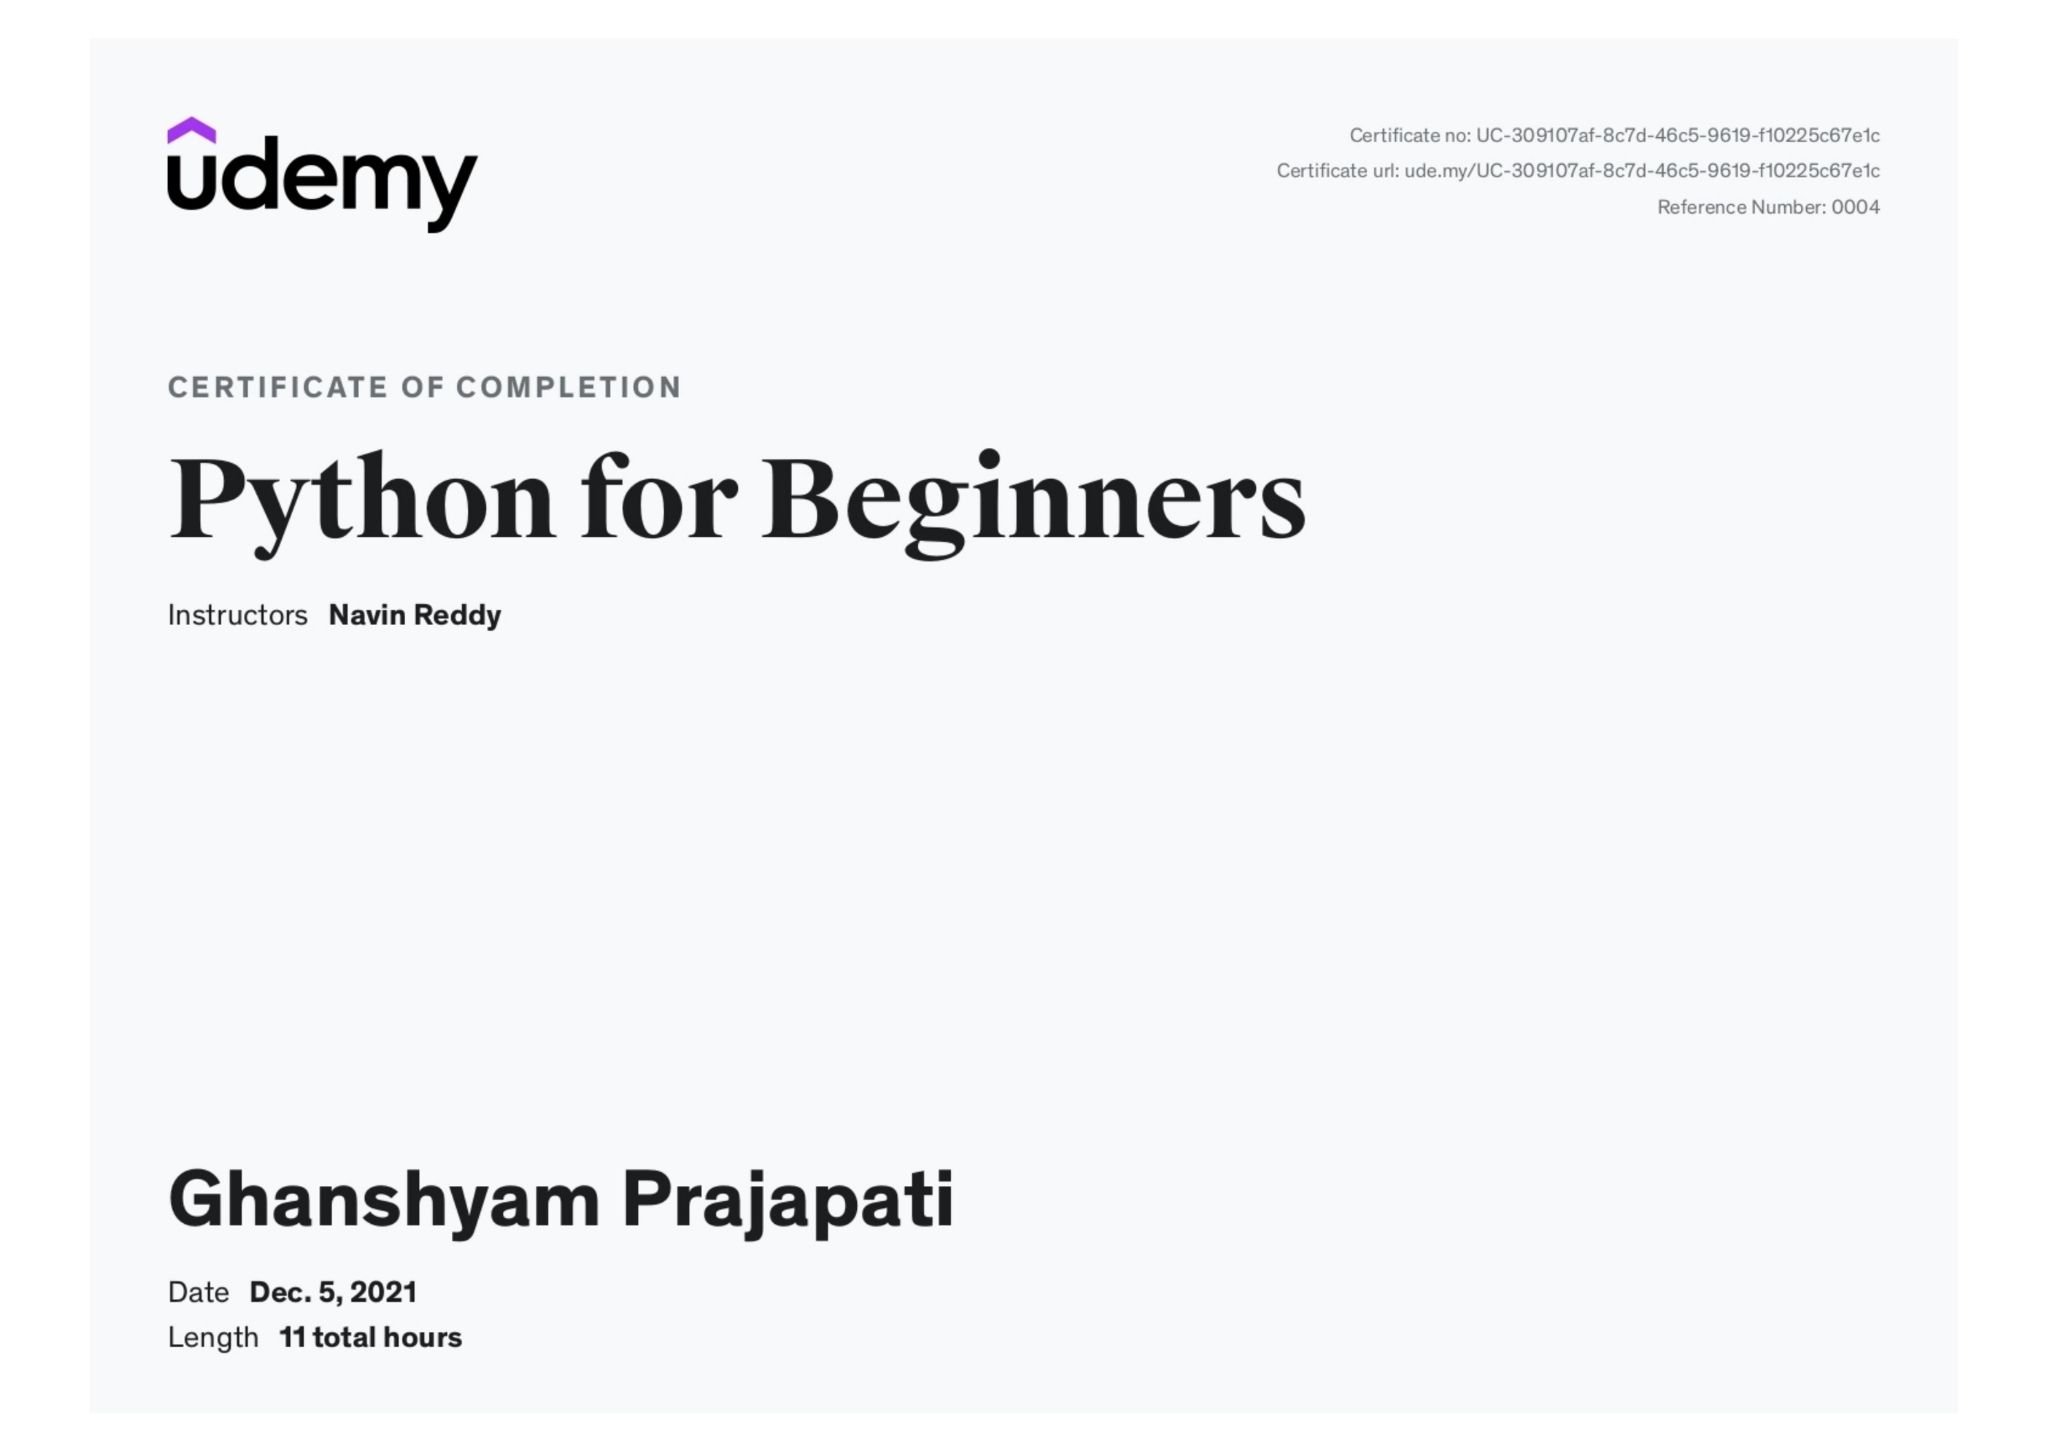 udemy
Certificate no: UC-309107af-8c7d-46c5-9619-f10225c67e1c
Certificate url: ude.my/UC-309107af-8c7d-46c5-9619-f10225c67e1c
Reference Number: 0004
CERTIFICATE OF COMPLETION
Python for Beginners
Instructors Navin Reddy
Ghanshyam Prajapati
Date Dec. 5, 2021
Length 11 total hours